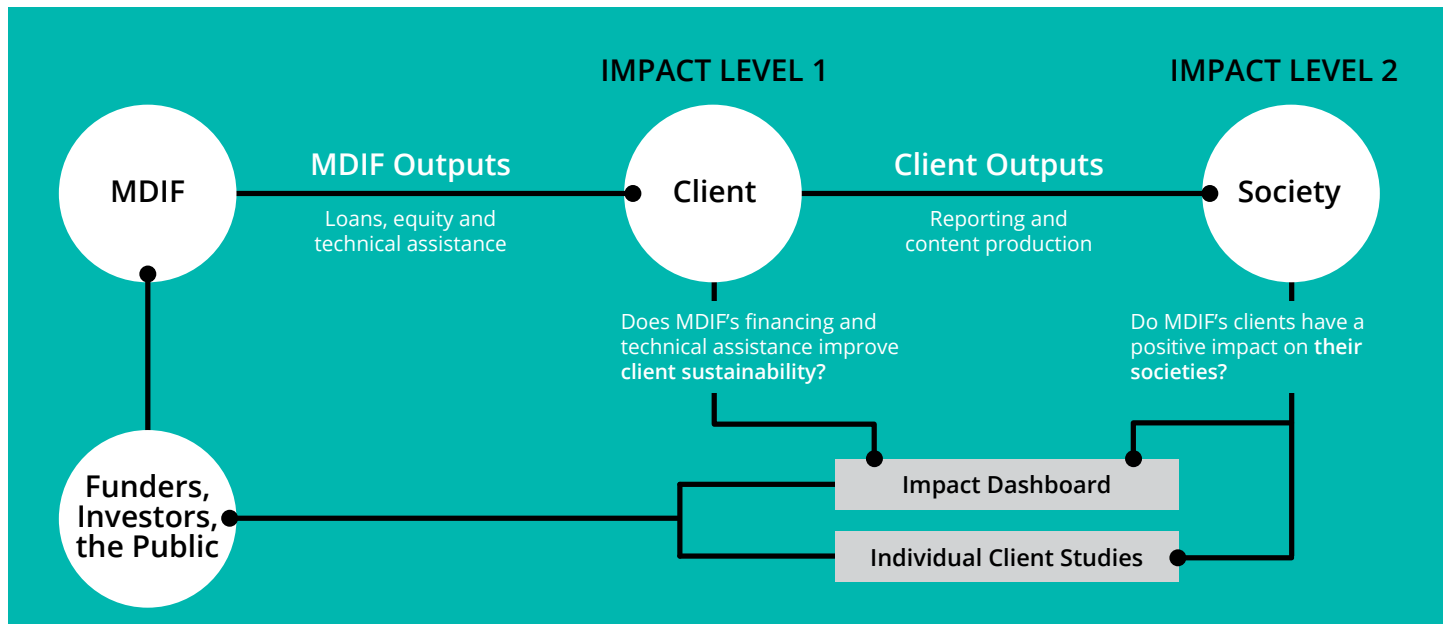 IMPACT LEVEL 1
IMPACT LEVEL 2
MDIF
MDIF Outputs
Loans, equity and
technical assistance
Client
Client Outputs
Reporting and
content production
Society
Does MDIF’s financing and
technical assistance improve
client sustainability?
Do MDIF’s clients have a
positive impact on their
societies?
Funders,
Investors,
the Public
Impact Dashboard
Individual Client Studies